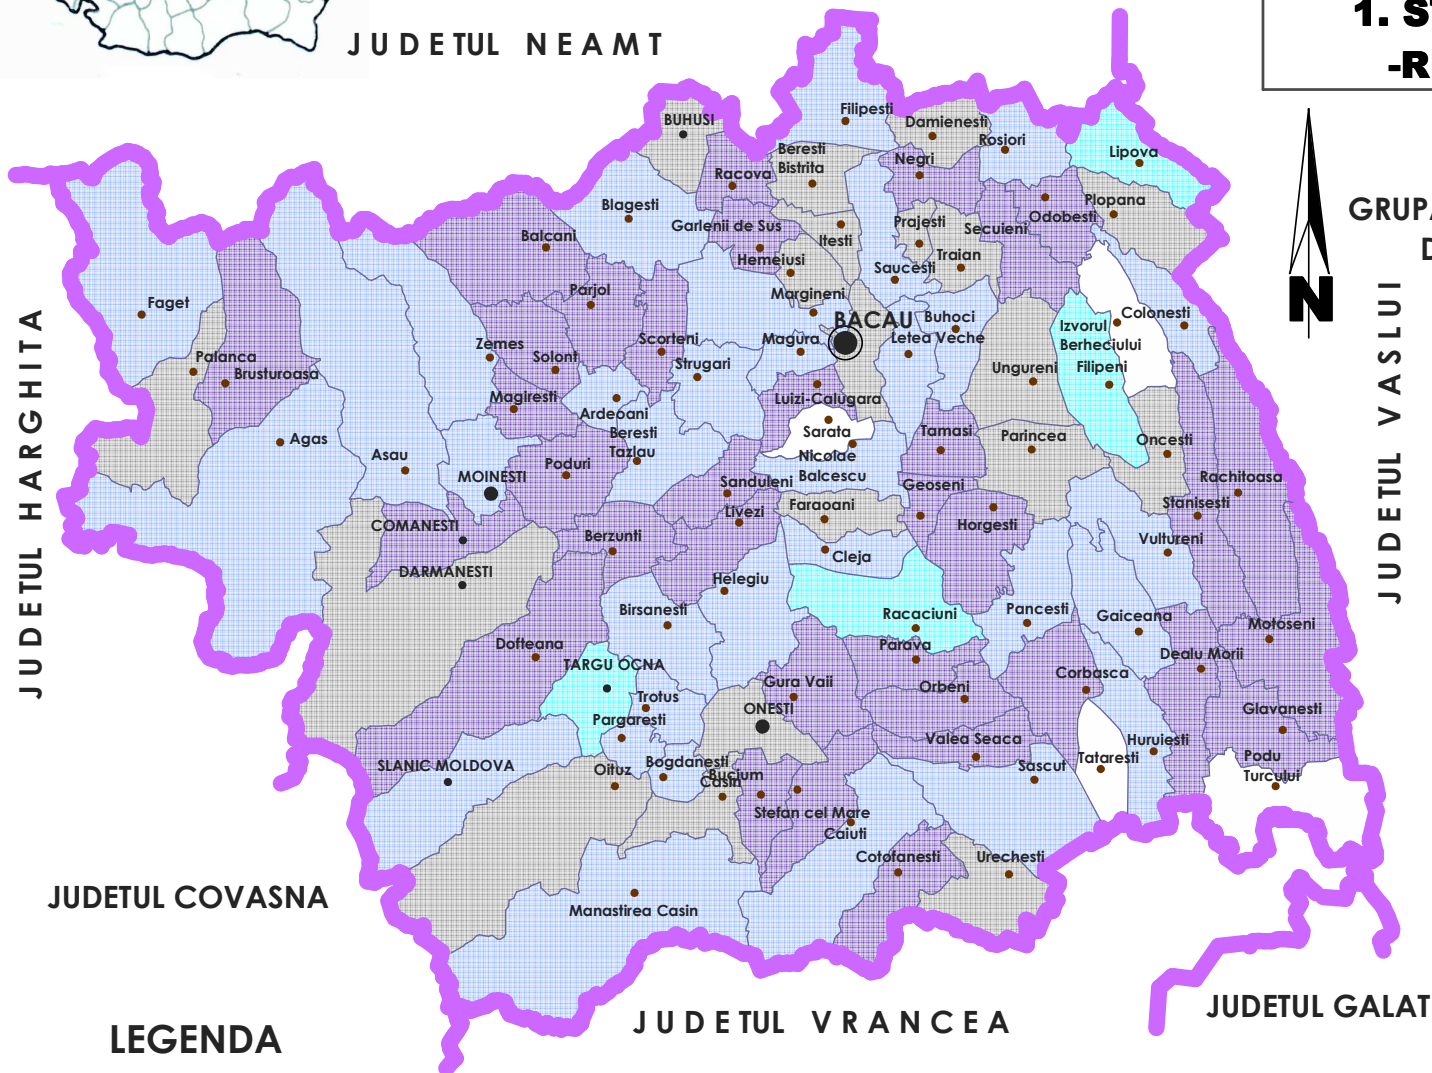 1. S
-R
JUDETUL NEAMT
GRUPA
D
N
JUDETUL HARGHITA
JUDETUL VASLUI
BUHUSI
Filipesti
Damienesti
Rosiori
Lipova
Beresti
Bistrita
Negri
Racova
Blagesti
Garlenii de Sus
Itesti
Prajesti
Secuieni
Odobesti
Plopana
Balcani
Hemeiusi
Traian
Saucesti
Parjol
Margineni
Faget
BACAU
Buhoci
Izvorul
Berheciului
Colonesti
Zemes
Solont
Scorteni
Magura
Letea Veche
Palanca
Brusturoasa
Strugari
Ungureni
Filipeni
Magiresti
Luizi-Calugara
Ardeoani
Beresti
Tazlau
Agas
Sarata
Tamasi
Parincea
Oncesti
Asau
Nicolae
Balcescu
MOINESTI
Poduri
Sanduleni
Geoseni
Rachitoasa
Livezi
Faraoani
Horgesti
Stanisesti
COMANESTI
Berzunti
Cleja
Vultureni
DARMANESTI
Helegiu
Birsanesti
Racaciuni
Pancesti
Gaiceana
Motoseni
Dofteana
Parava
Dealu Morii
TARGU OCNA
Corbasca
Gura Vaii
Orbeni
Trotus
ONESTI
Glavanesti
Pargaresti
Valea Seaca
Huruiesti
SLANIC MOLDOVA
Oituz
Bogdanesti
Bucium
Casin
Sascut
Tataresti
Podu
Turcului
Stefan cel Mare
Caiuti
Cotofanesti
Urechesti
Manastirea Casin
JUDETUL COVASNA
JUDETUL VRANCEA
JUDETUL GALAT
LEGENDA